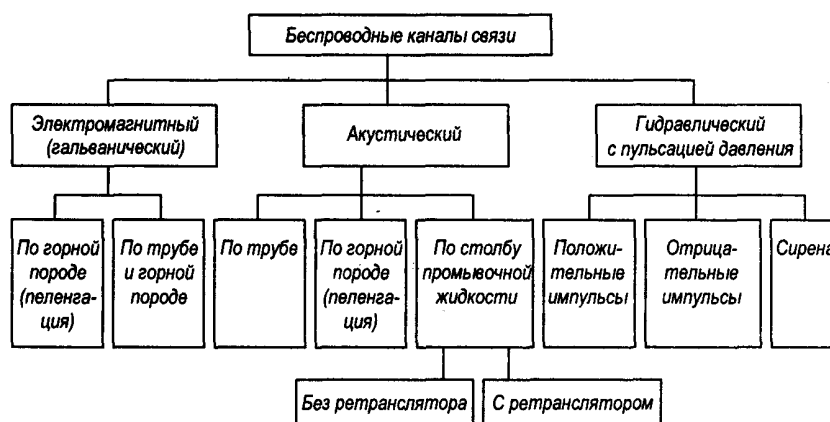 Беспроводные каналы связи
Электромагнитный
(гальванический)
Акустический
Гидравлический
с пульсацией давления
По горной
породе
(пеленга-
ция)
По трубе
и горной
породе
По трубе
По горной
породе
(пеленга-
ция)
По столбу
промывочной
жидкости
Положи-
тельные
импульсы
Отрица-
тельные
импульсы
Сирена
Без ретранслятора
С ретранслятором